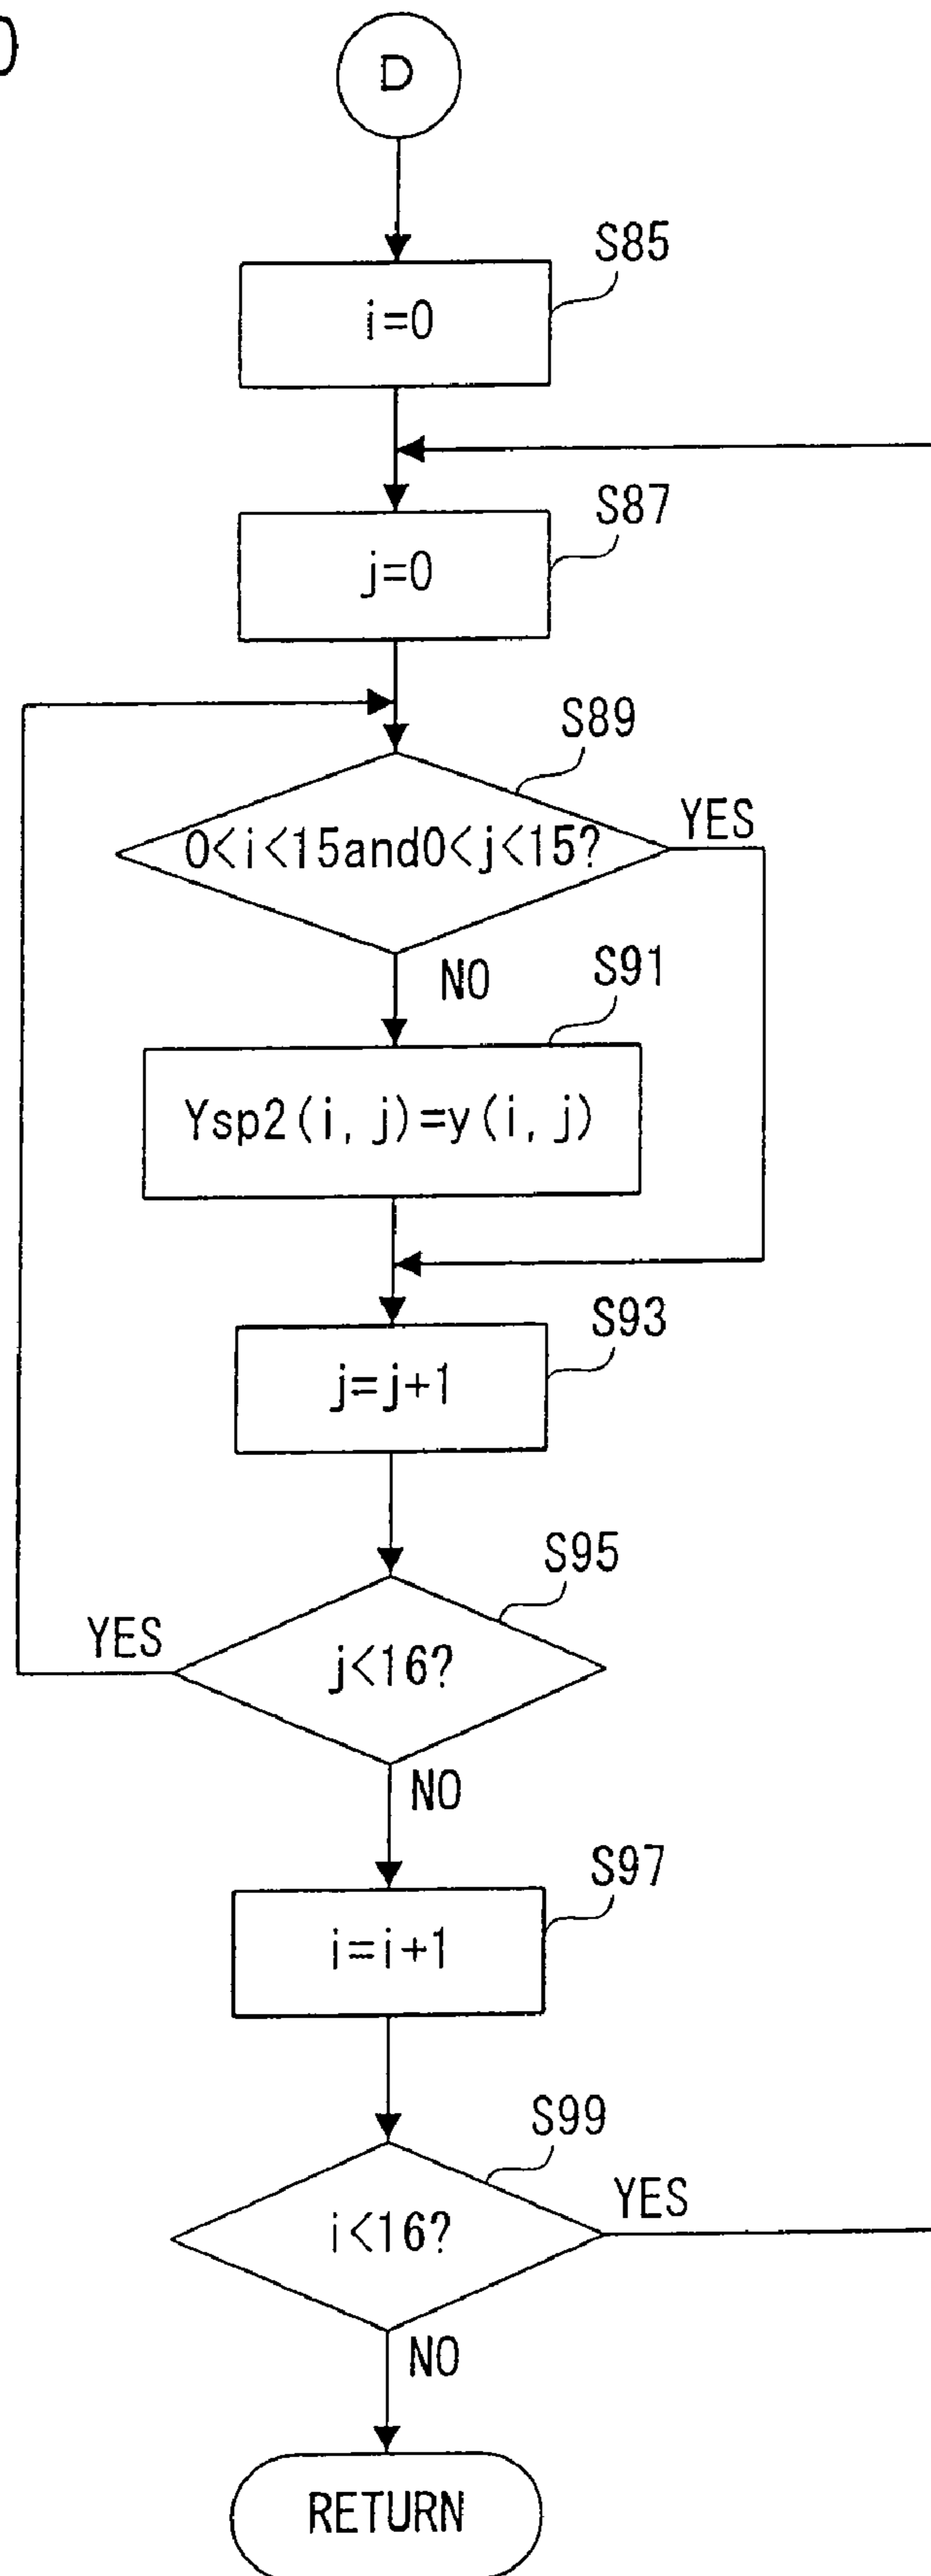 D
S85
i=0
S87
j=0
S89
0<i<15and0<j<15?
YES
NO
S91
Ysp2(i,j)=y(i,j)
S93
j=j+1
S95
YES
j<16?
NO
S97
i=i+1
S99
YES
i<16?
NO
RETURN